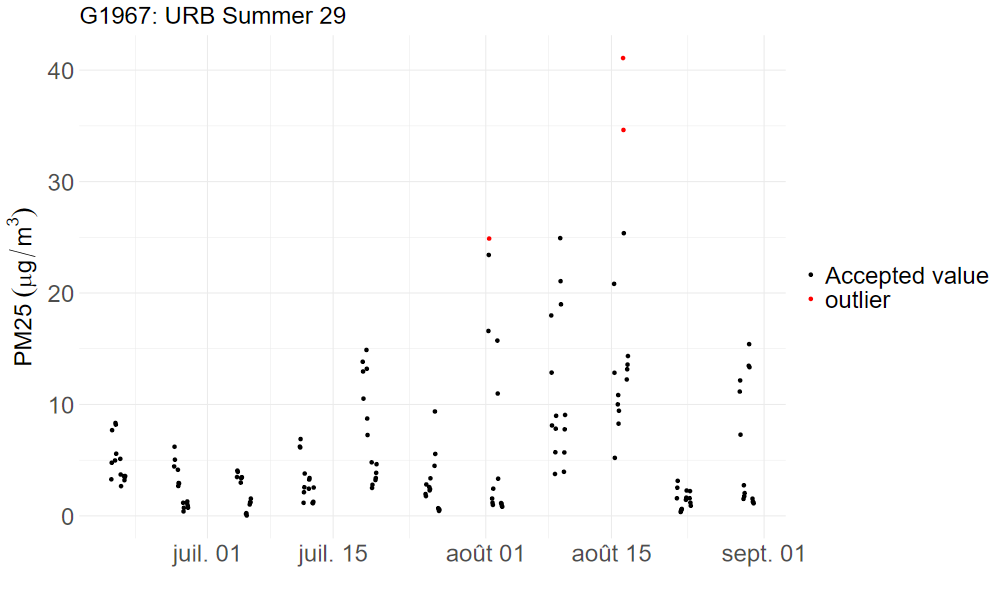 G1967: URB Summer 29
PM25 (μg/m³)
40
30
20
10
0
juil. 01 juil. 15 août 01 août 15 sept. 01
Accepted value
outlier